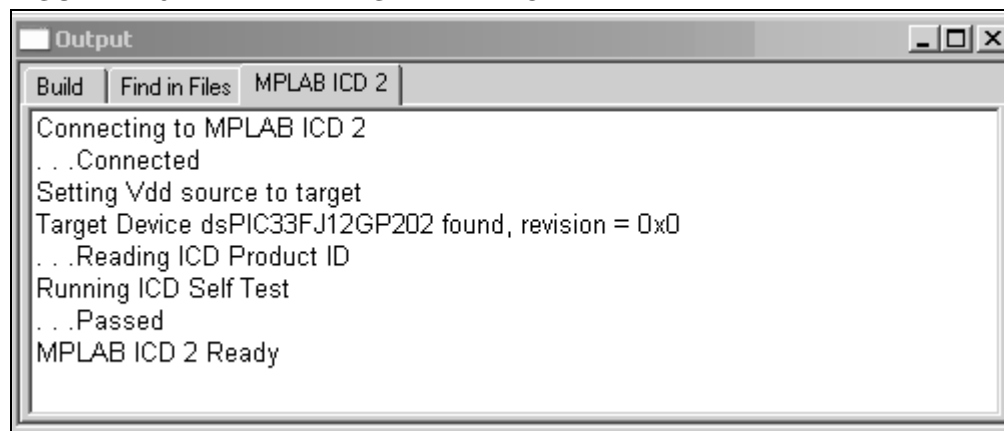 Output
Build Find in Files MPLAB ICD 2
Connecting to MPLAB ICD 2
. . .Connected
Setting Vdd source to target
Target Device dsPIC33FJ12GP202 found, revision = 0x0
. . .Reading ICD Product ID
Running ICD Self Test
. . .Passed
MPLAB ICD 2 Ready